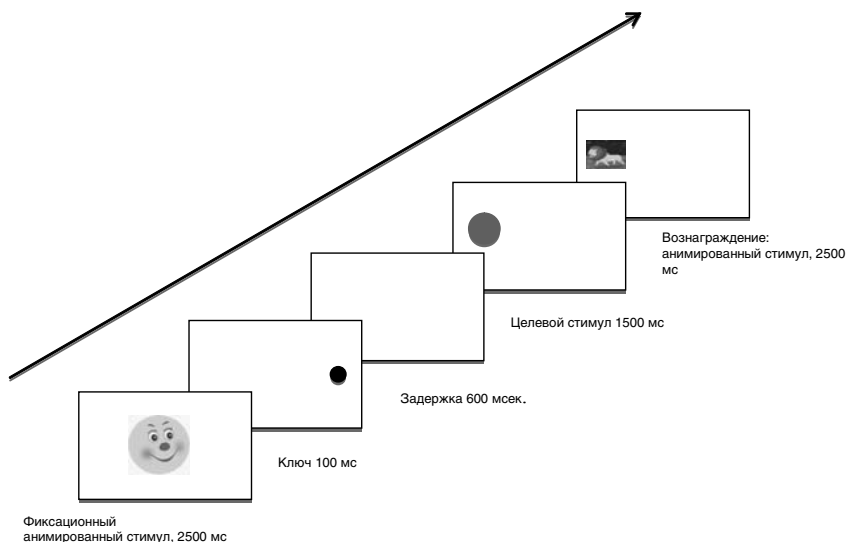 Вознаграждение:
анимированный стимул, 2500
мс
Целевой стимул 1500 мс
Задержка 600 мсек.
Ключ 100 мс
Фиксационный
анимированный стимул, 2500 мс